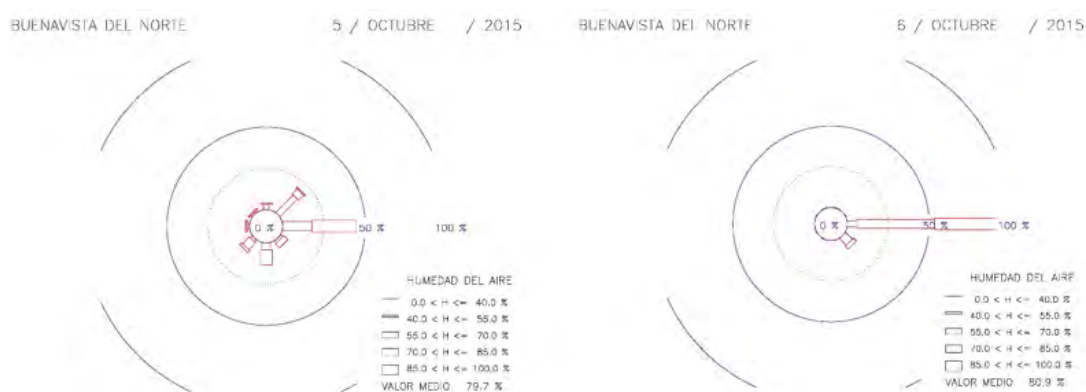 BUENAVISTA DEL NORTE 5 / OCTUBRE / 2015
0 % 50 % 100 %
HUMEDAD DEL AIRE
0.0 < H <= 40.0 %
40.0 < H <= 55.0 %
55.0 < H <= 70.0 %
70.0 < H <= 85.0 %
85.0 < H <= 100.0 %
VALOR MEDIO 79.7 %
BUENAVISTA DEL NORTE 6 / OCTUBRE / 2015
0 % 50 % 100 %
HUMEDAD DEL AIRE
0.0 < H <= 40.0 %
40.0 < H <= 55.0 %
55.0 < H <= 70.0 %
70.0 < H <= 85.0 %
85.0 < H <= 100.0 %
VALOR MEDIO %